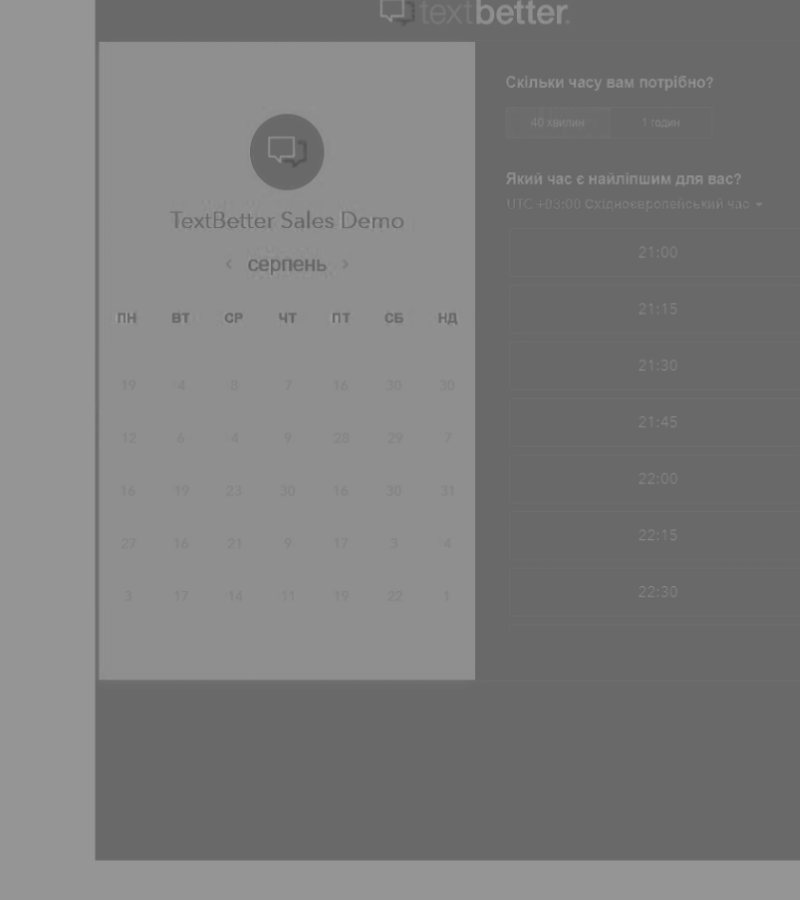 textbetter.
TextBetter Sales Demo
‹ серпень ›
ПН ВТ СР ЧТ ПТ СБ НД
19 4 8 7 16 30 30
12 6 4 9 28 29 7
16 19 23 30 16 30 31
27 16 21 9 17 3 4
3 17 14 11 19 22 1
Скільки часу вам потрібно?
40 хвилин 1 годин
Який час є найліпшим для вас?
UTC +03:00 Східноєвропейський час
21:00
21:15
21:30
21:45
22:00
22:15
22:30